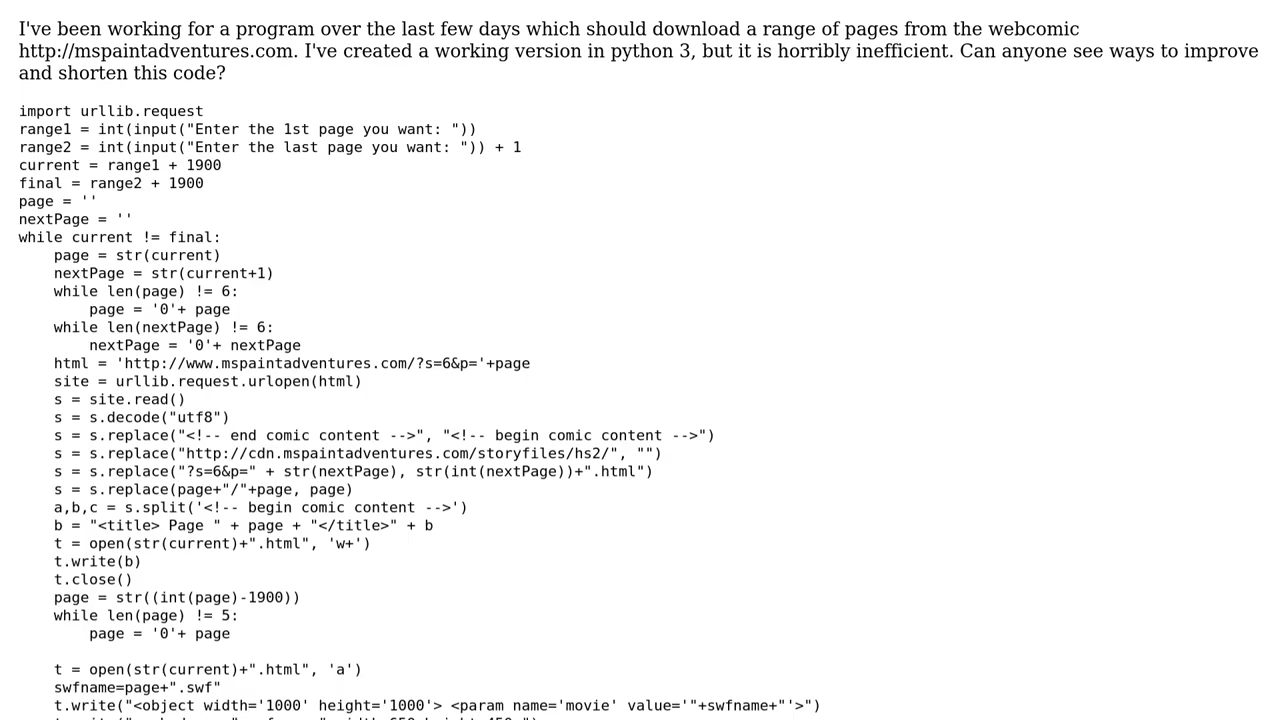 I've been working for a program over the last few days which should download a range of pages from the webcomic
http://mspaintadventures.com. I've created a working version in python 3, but it is horribly inefficient. Can anyone see ways to improve
and shorten this code?
import urllib.request
range1 = int(input("Enter the 1st page you want: "))
range2 = int(input("Enter the last page you want: ")) + 1
current = range1 + 1900
final = range2 + 1900
page = ''
nextPage = ''
while current != final:
    page = str(current)
    nextPage = str(current+1)
    while len(page) != 6:
        page = '0'+ page
    while len(nextPage) != 6:
        nextPage = '0'+ nextPage
    html = 'http://www.mspaintadventures.com/?s=6&p='+page
    site = urllib.request.urlopen(html)
    s = site.read()
    s = s.decode("utf8")
    s = s.replace("<!-- end comic content -->", "<!-- begin comic content -->")
    s = s.replace("http://cdn.mspaintadventures.com/storyfiles/hs2/", "")
    s = s.replace("?s=6&p=" + str(nextPage), str(int(nextPage))+".html")
    s = s.replace(page+"/"+page, page)
    a,b,c = s.split('<!-- begin comic content -->')
    b = "<title> Page " + page + "</title>" + b
    t = open(str(current)+".html", 'w+')
    t.write(b)
    t.close()
    page = str((int(page)-1900))
    while len(page) != 5:
        page = '0'+ page
    t = open(str(current)+".html", 'a')
    swfname=page+".swf"
    t.write("<object width='1000' height='1000'> <param name='movie' value='"+swfname+"'>")